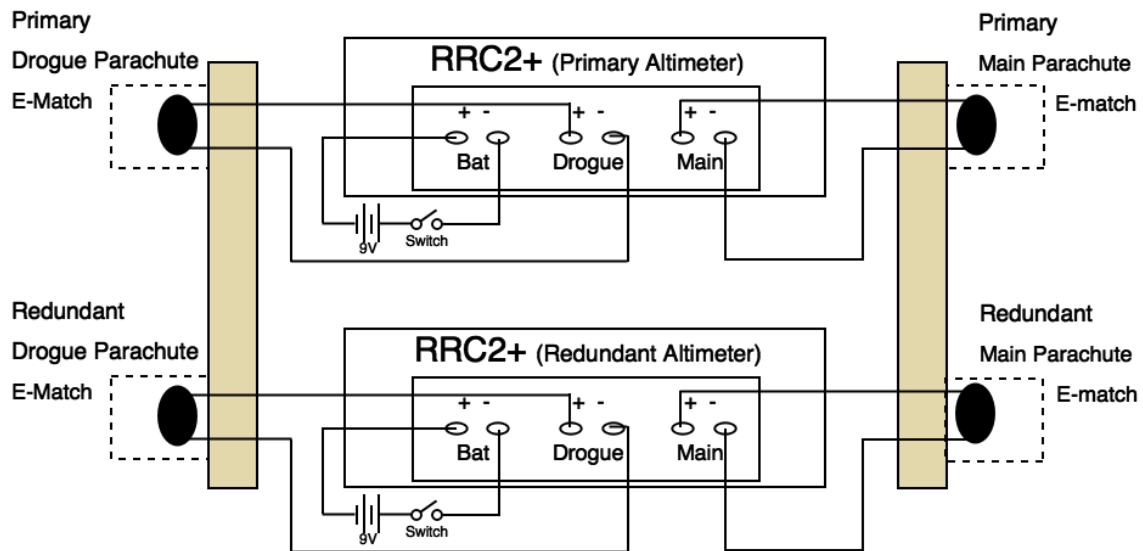 Primary
Drogue Parachute
E-Match
RRC2+ (Primary Altimeter)
+ -
+ -
+ -
Bat
Drogue
Main
9V
Switch
Primary
Main Parachute
E-match
Redundant
Drogue Parachute
E-Match
RRC2+ (Redundant Altimeter)
+ -
+ -
+ -
Bat
Drogue
Main
9V
Switch
Redundant
Main Parachute
E-match